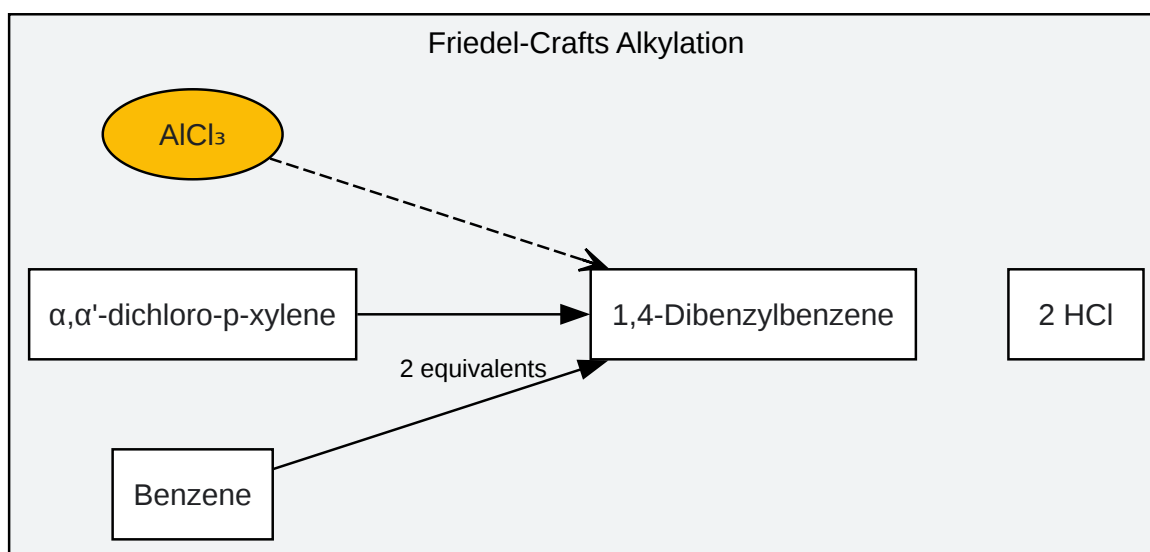 Friedel-Crafts Alkylation
AlCl₃
α,α'-dichloro-p-xylene
1,4-Dibenzylbenzene
2 HCl
2 equivalents
Benzene